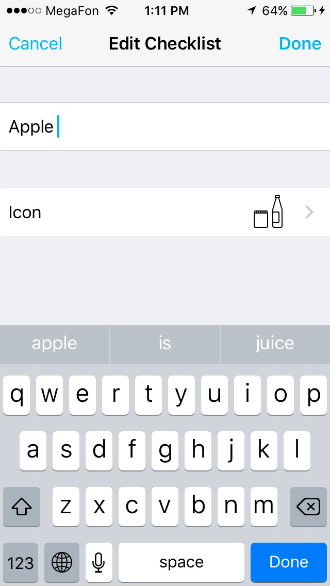 MegaFon 1:11 PM 64%
Cancel Edit Checklist Done
Apple
Icon
apple is juice
q w e r t y u i o p
a s d f g h j k l
z x c v b n m
123 space Done